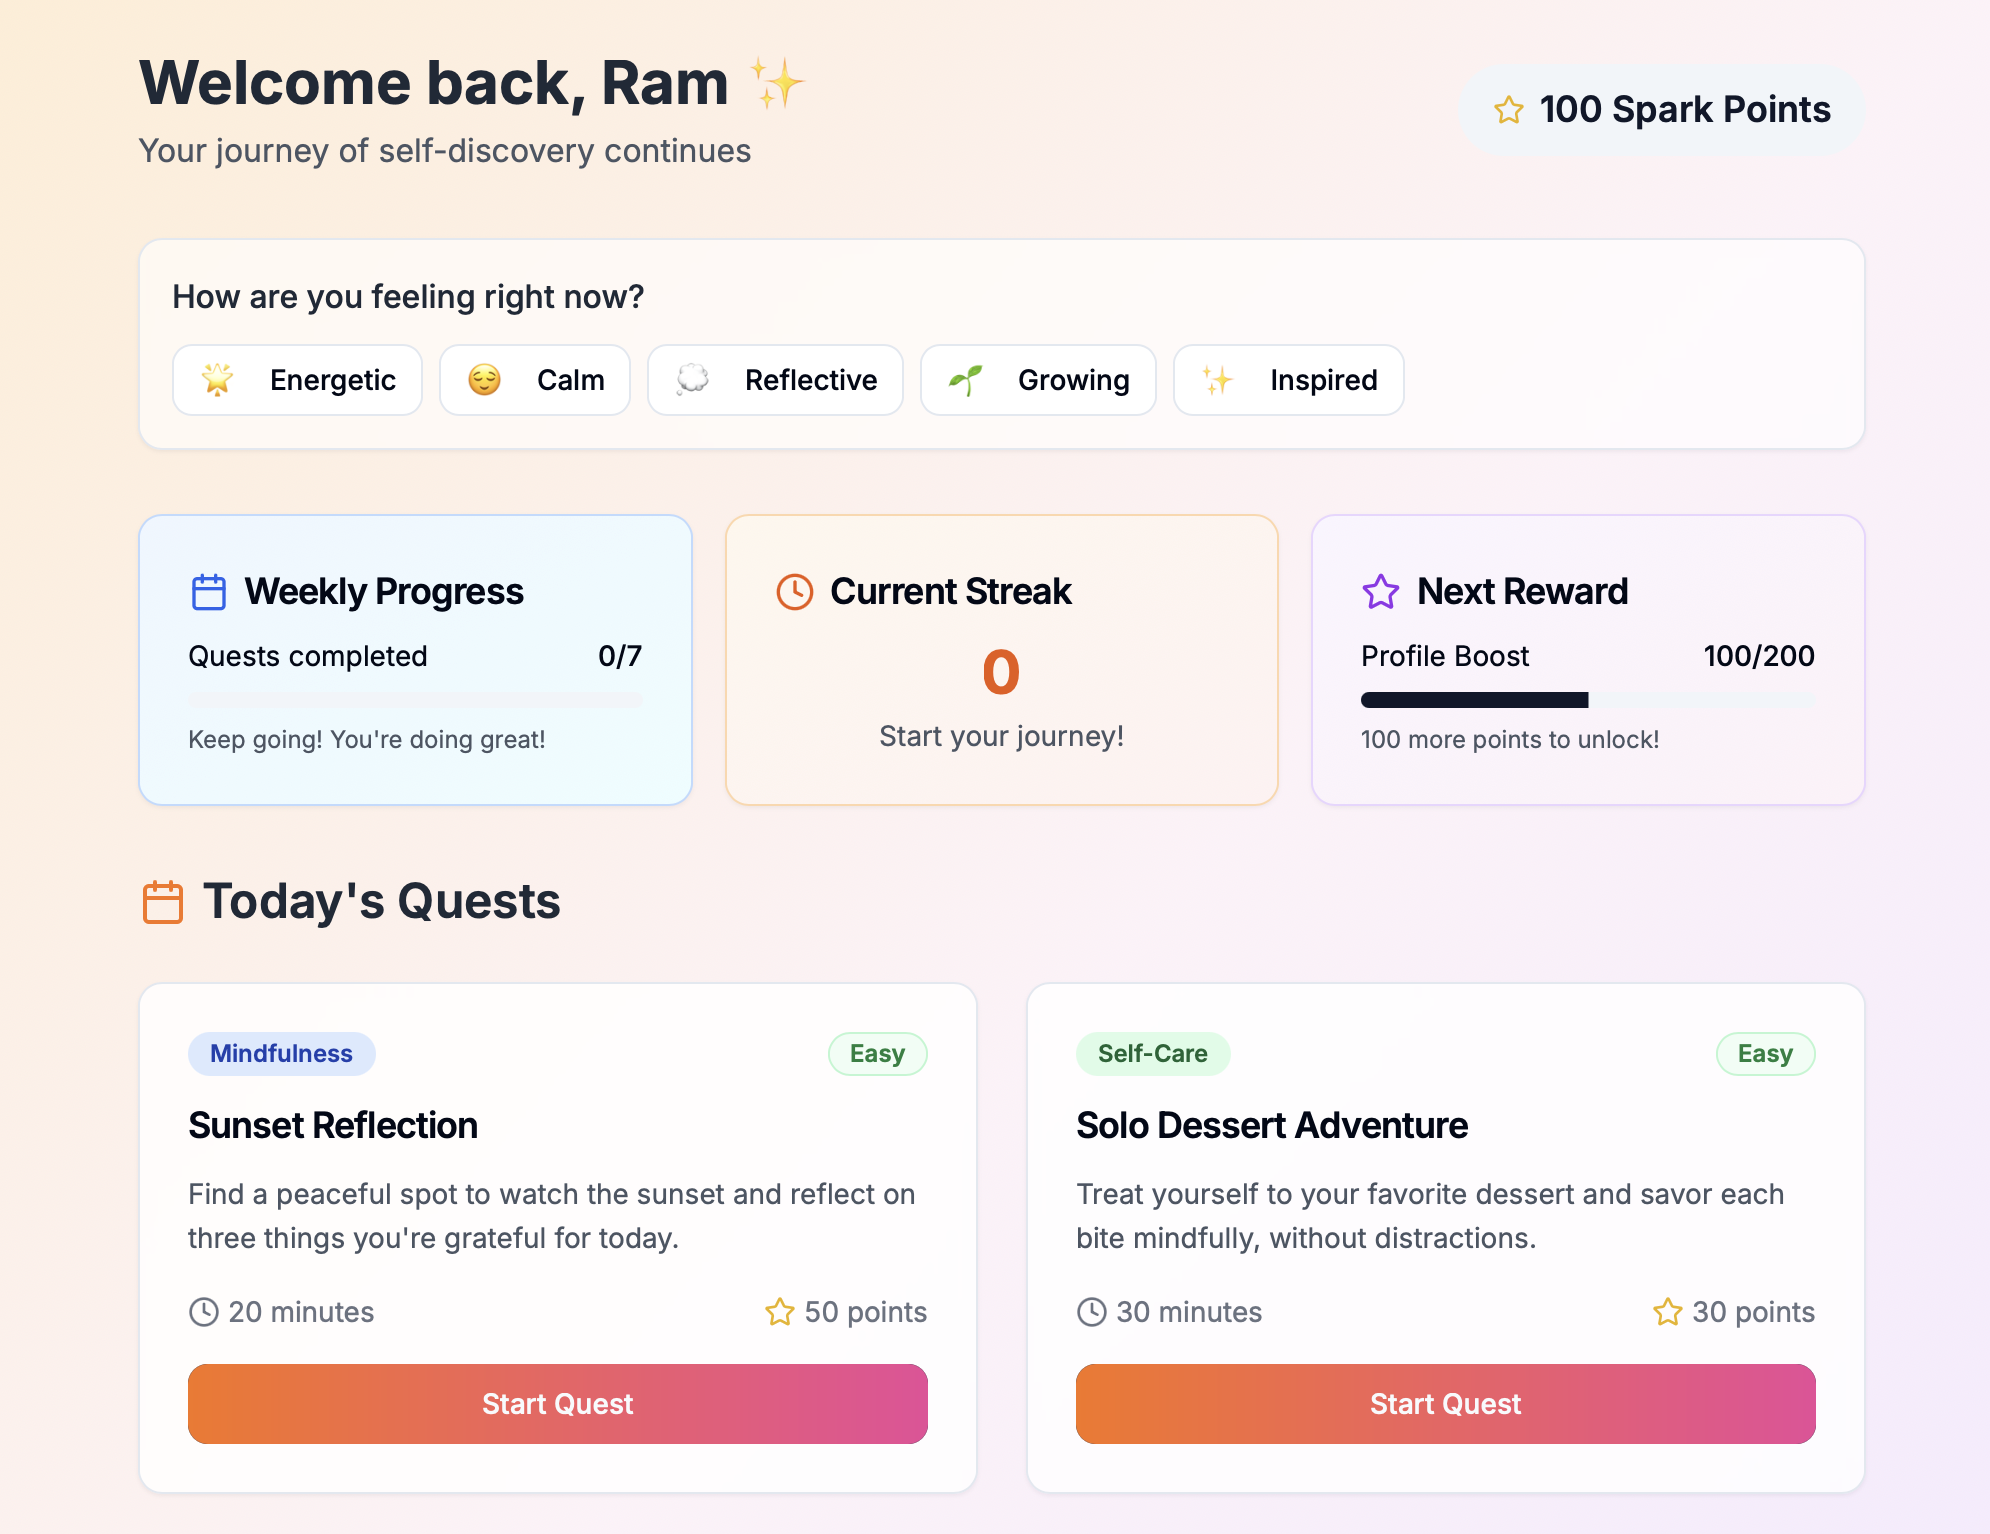 Welcome back, Ram ✨
Your journey of self-discovery continues
100 Spark Points
How are you feeling right now?
🌟 Energetic
😌 Calm
💭 Reflective
🌱 Growing
✨ Inspired
Weekly Progress
Quests completed 0/7
Keep going! You're doing great!
Current Streak
0
Start your journey!
Next Reward
Profile Boost 100/200
100 more points to unlock!
Today's Quests
Mindfulness Easy
Sunset Reflection
Find a peaceful spot to watch the sunset and reflect on
three things you're grateful for today.
20 minutes 50 points
Start Quest
Self-Care Easy
Solo Dessert Adventure
Treat yourself to your favorite dessert and savor each
bite mindfully, without distractions.
30 minutes 30 points
Start Quest